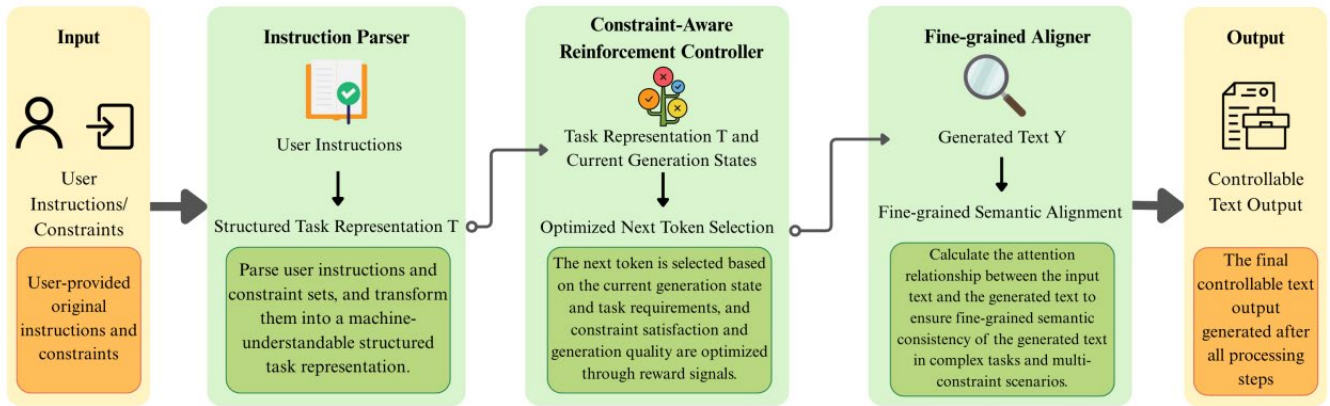 Input
User
Instructions/
Constraints
User-provided
original
instructions and
constraints
Instruction Parser
User Instructions
Structured Task Representation T
Parse user instructions and
constraint sets, and transform
them into a machine-
understandable structured
task representation.
Constraint-Aware
Reinforcement Controller
Task Representation T and
Current Generation States
Optimized Next Token Selection
The next token is selected based
on the current generation state
and task requirements, and
constraint satisfaction and
generation quality are optimized
through reward signals.
Fine-grained Aligner
Generated Text Y
Fine-grained Semantic Alignment
Calculate the attention
relationship between the input
text and the generated text to
ensure fine-grained semantic
consistency of the generated text
in complex tasks and multi-
constraint scenarios.
Output
Controllable
Text Output
The final
controllable text
output
generated after
all processing
steps